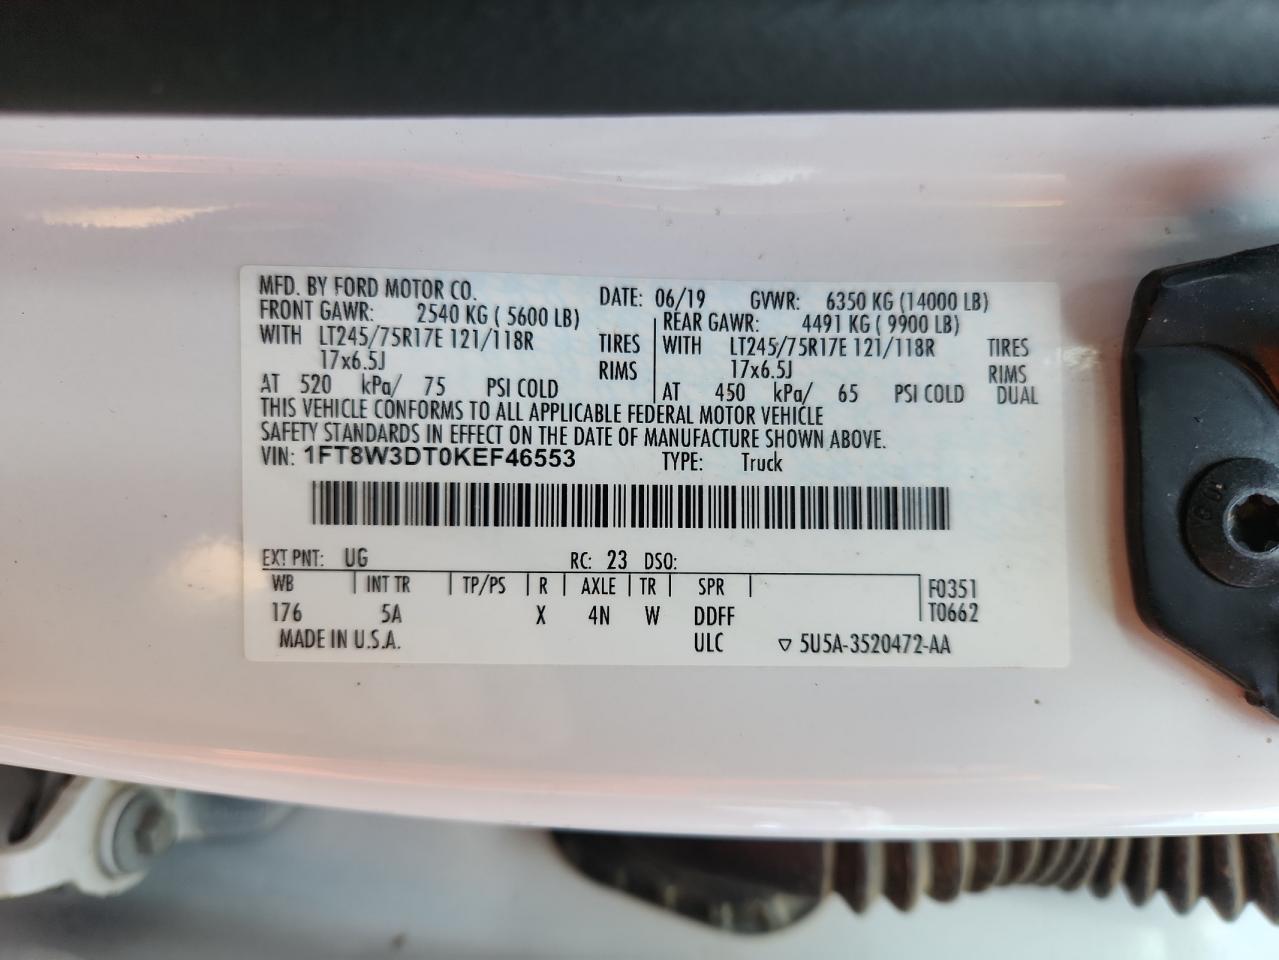 MFD. BY FORD MOTOR CO. DATE: 06/19 GVWR: 6350 KG (14000 LB)
FRONT GAWR: 2540 KG ( 5600 LB) REAR GAWR: 4491 KG ( 9900 LB)
WITH LT245/75R17E 121/118R TIRES WITH LT245/75R17E 121/118R TIRES
17x6.5J RIMS 17x6.5J RIMS
AT 520 kPa/ 75 PSI COLD AT 450 kPa/ 65 PSI COLD DUAL
THIS VEHICLE CONFORMS TO ALL APPLICABLE FEDERAL MOTOR VEHICLE
SAFETY STANDARDS IN EFFECT ON THE DATE OF MANUFACTURE SHOWN ABOVE.
VIN: 1FT8W3DT0KEF46553 TYPE: Truck
EXT PNT: UG RC: 23 DSO:
WB INT TR TP/PS R AXLE TR SPR F0351
176 5A X 4N W DDFF T0662
MADE IN U.S.A. ULC ▽ 5U5A-3520472-AA